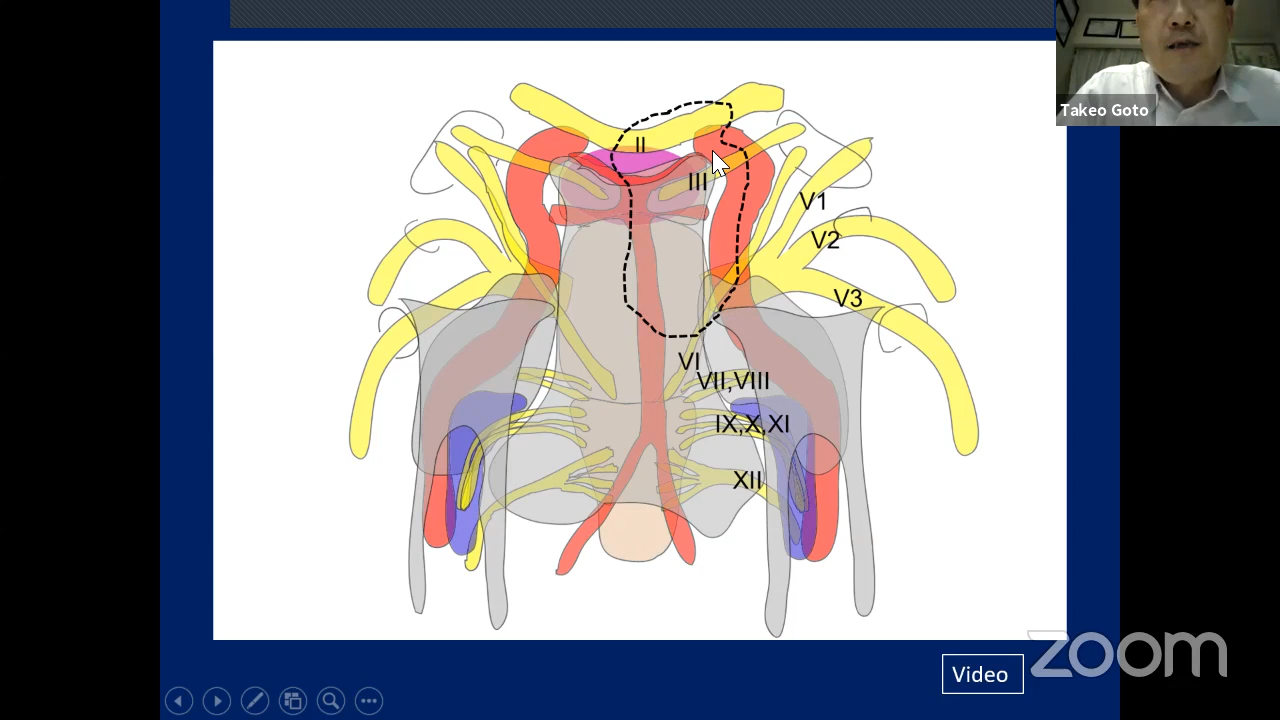 Takeo Goto
II
III
V1
V2
V3
VI
VII,VIII
IX,X,XI
XII
zoom
Video